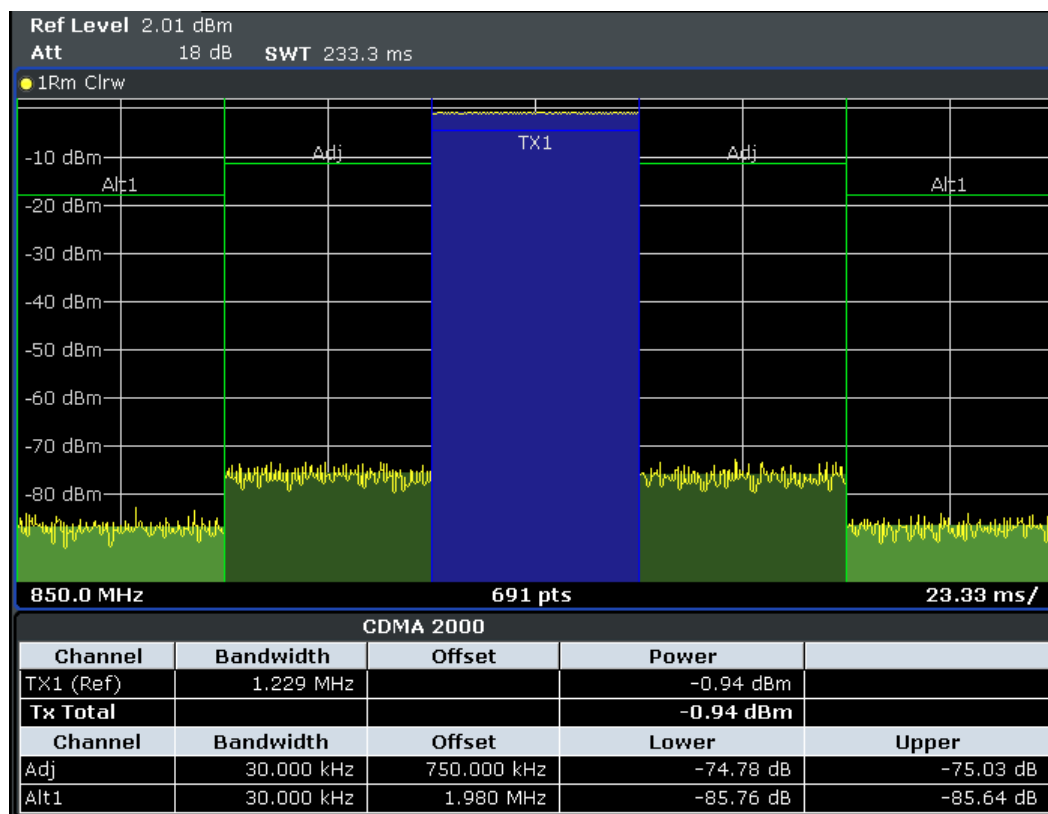 Ref Level 2.01 dBm
Att 18 dB SWT 233.3 ms
1Rm Clrw
TX1
-10 dBm
Adj
Adj
Alt1
Alt1
-20 dBm
-30 dBm
-40 dBm
-50 dBm
-60 dBm
-70 dBm
-80 dBm
850.0 MHz 691 pts 23.33 ms/
CDMA 2000
Channel Bandwidth Offset Power
TX1 (Ref) 1.229 MHz -0.94 dBm
Tx Total -0.94 dBm
Channel Bandwidth Offset Lower Upper
Adj 30.000 kHz 750.000 kHz -74.78 dB -75.03 dB
Alt1 30.000 kHz 1.980 MHz -85.76 dB -85.64 dB